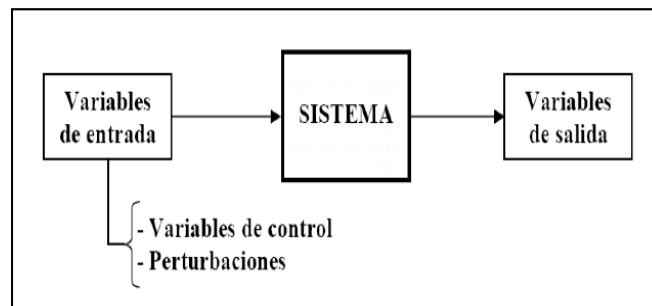 Variables
de entrada
SISTEMA
Variables
de salida
- Variables de control
- Perturbaciones